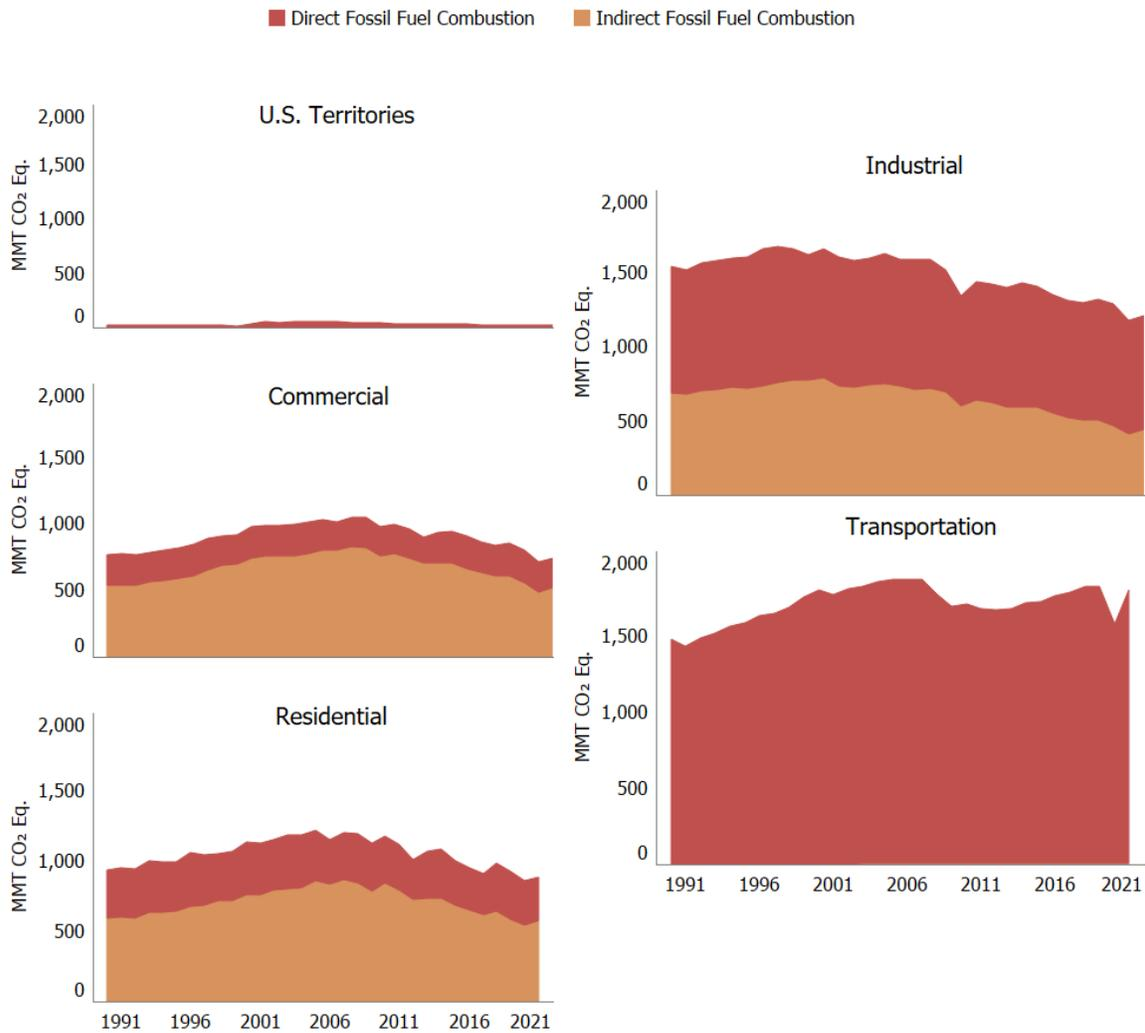 Direct Fossil Fuel Combustion Indirect Fossil Fuel Combustion
U.S. Territories
MMT CO₂ Eq.
2,000
1,500
1,000
500
0
Commercial
MMT CO₂ Eq.
2,000
1,500
1,000
500
0
Residential
MMT CO₂ Eq.
2,000
1,500
1,000
500
0
1991 1996 2001 2006 2011 2016 2021
Industrial
MMT CO₂ Eq.
2,000
1,500
1,000
500
0
Transportation
MMT CO₂ Eq.
2,000
1,500
1,000
500
0
1991 1996 2001 2006 2011 2016 2021